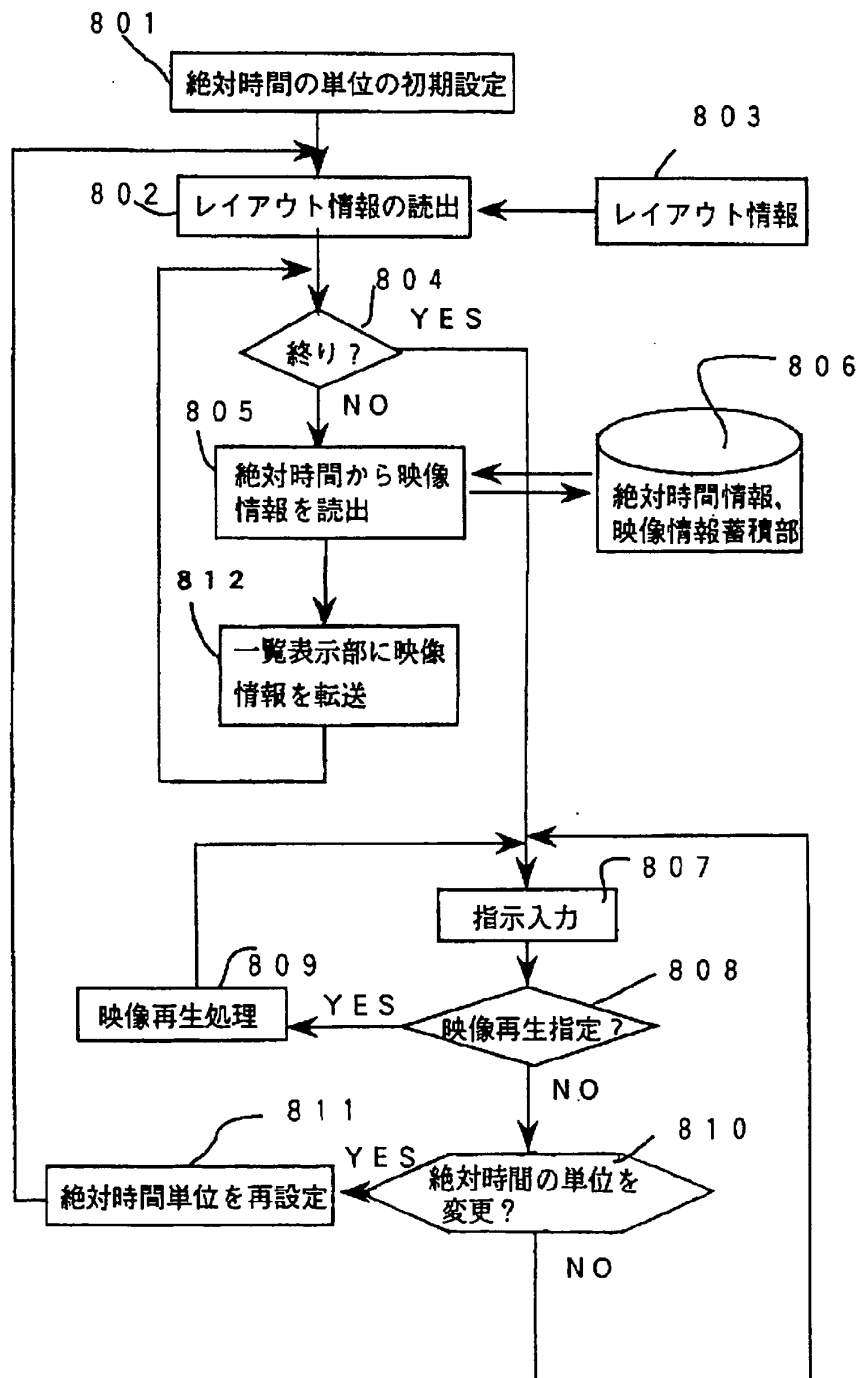 801
絶対時間の単位の初期設定
803
802
レイアウト情報の読出
レイアウト情報
804
YES
終り?
806
NO
805
絶対時間から映像
情報を読出
絶対時間情報、
映像情報蓄積部
812
一覧表示部に映像
情報を転送
807
指示入力
809
808
映像再生処理
YES
映像再生指定?
NO
811
810
YES
絶対時間単位を再設定
絶対時間の単位を
変更?
NO